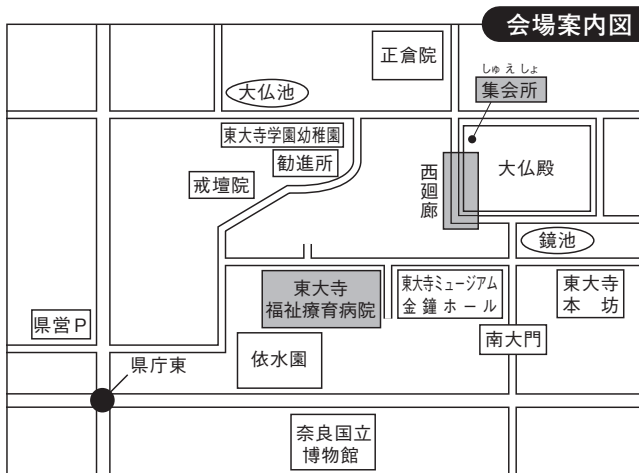 会場案内図
正倉院
しゅえしょ
集会所
大仏池
東大寺学園幼稚園
勧進所
戒壇院
西廻廊
大仏殿
鏡池
東大寺
福祉療育病院
東大寺ミュージアム
金鐘ホール
東大寺
本坊
県営P
南大門
県庁東
依水園
奈良国立
博物館